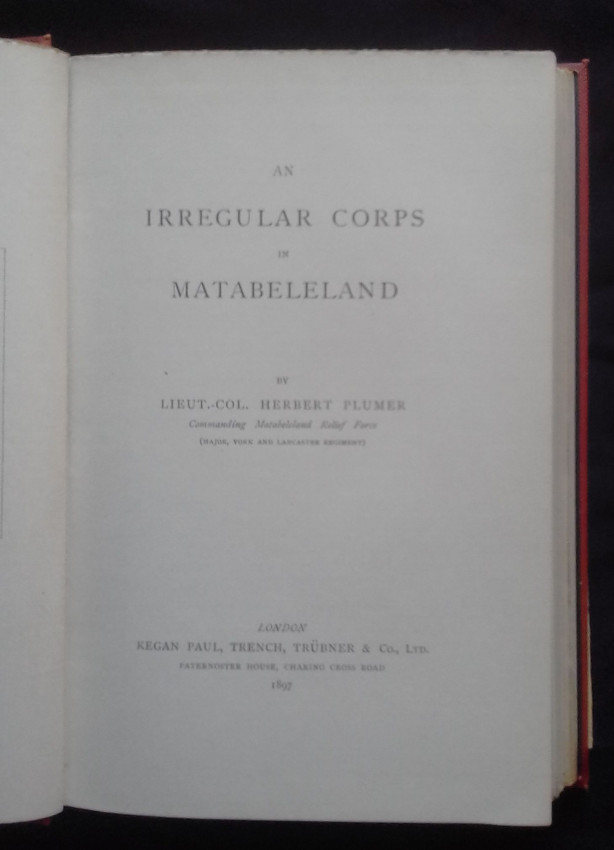 AN
IRREGULAR CORPS
IN
MATABELELAND
BY
LIEUT.-COL. HERBERT PLUMER
Commanding Matabeleland Relief Force
(MAJOR, YORK AND LANCASTER REGIMENT)
LONDON
KEGAN PAUL, TRENCH, TRÜBNER & Co., LTD.
PATERNOSTER HOUSE, CHARING CROSS ROAD
1897